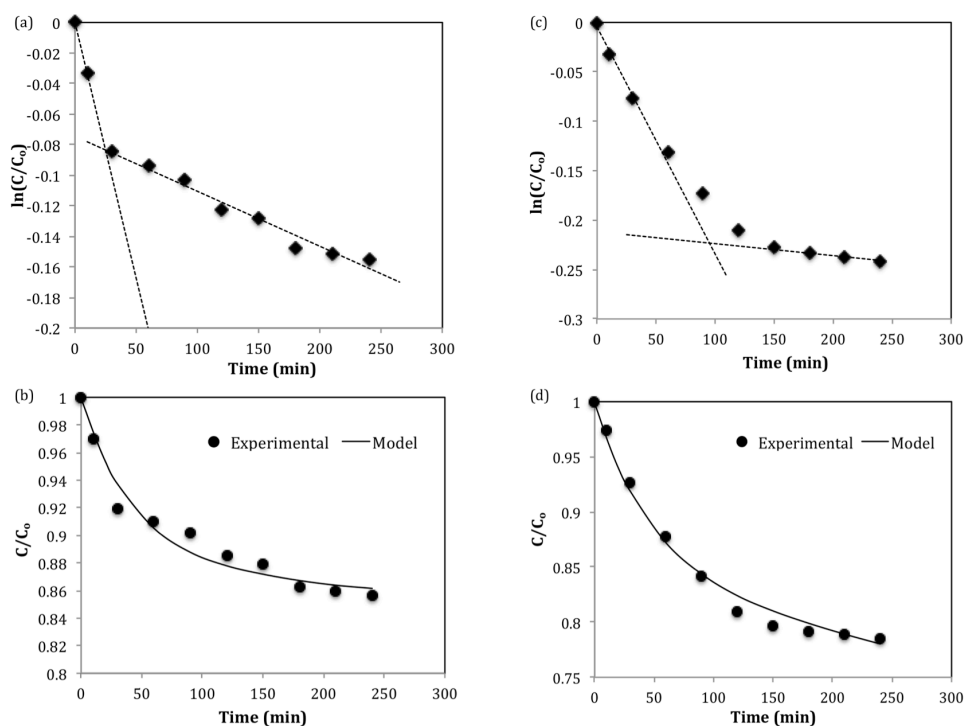 (a)
ln(C/Cₒ)
0
-0.02
-0.04
-0.06
-0.08
-0.1
-0.12
-0.14
-0.16
-0.18
-0.2
0 50 100 150 200 250 300
Time (min)
(c)
ln(C/Cₒ)
0
-0.05
-0.1
-0.15
-0.2
-0.25
-0.3
0 50 100 150 200 250 300
Time (min)
(b)
C/Cₒ
1
0.98
0.96
0.94
0.92
0.9
0.88
0.86
0.84
0.82
0.8
Experimental Model
0 50 100 150 200 250 300
Time (min)
(d)
C/Cₒ
1
0.95
0.9
0.85
0.8
0.75
Experimental Model
0 50 100 150 200 250 300
Time (min)